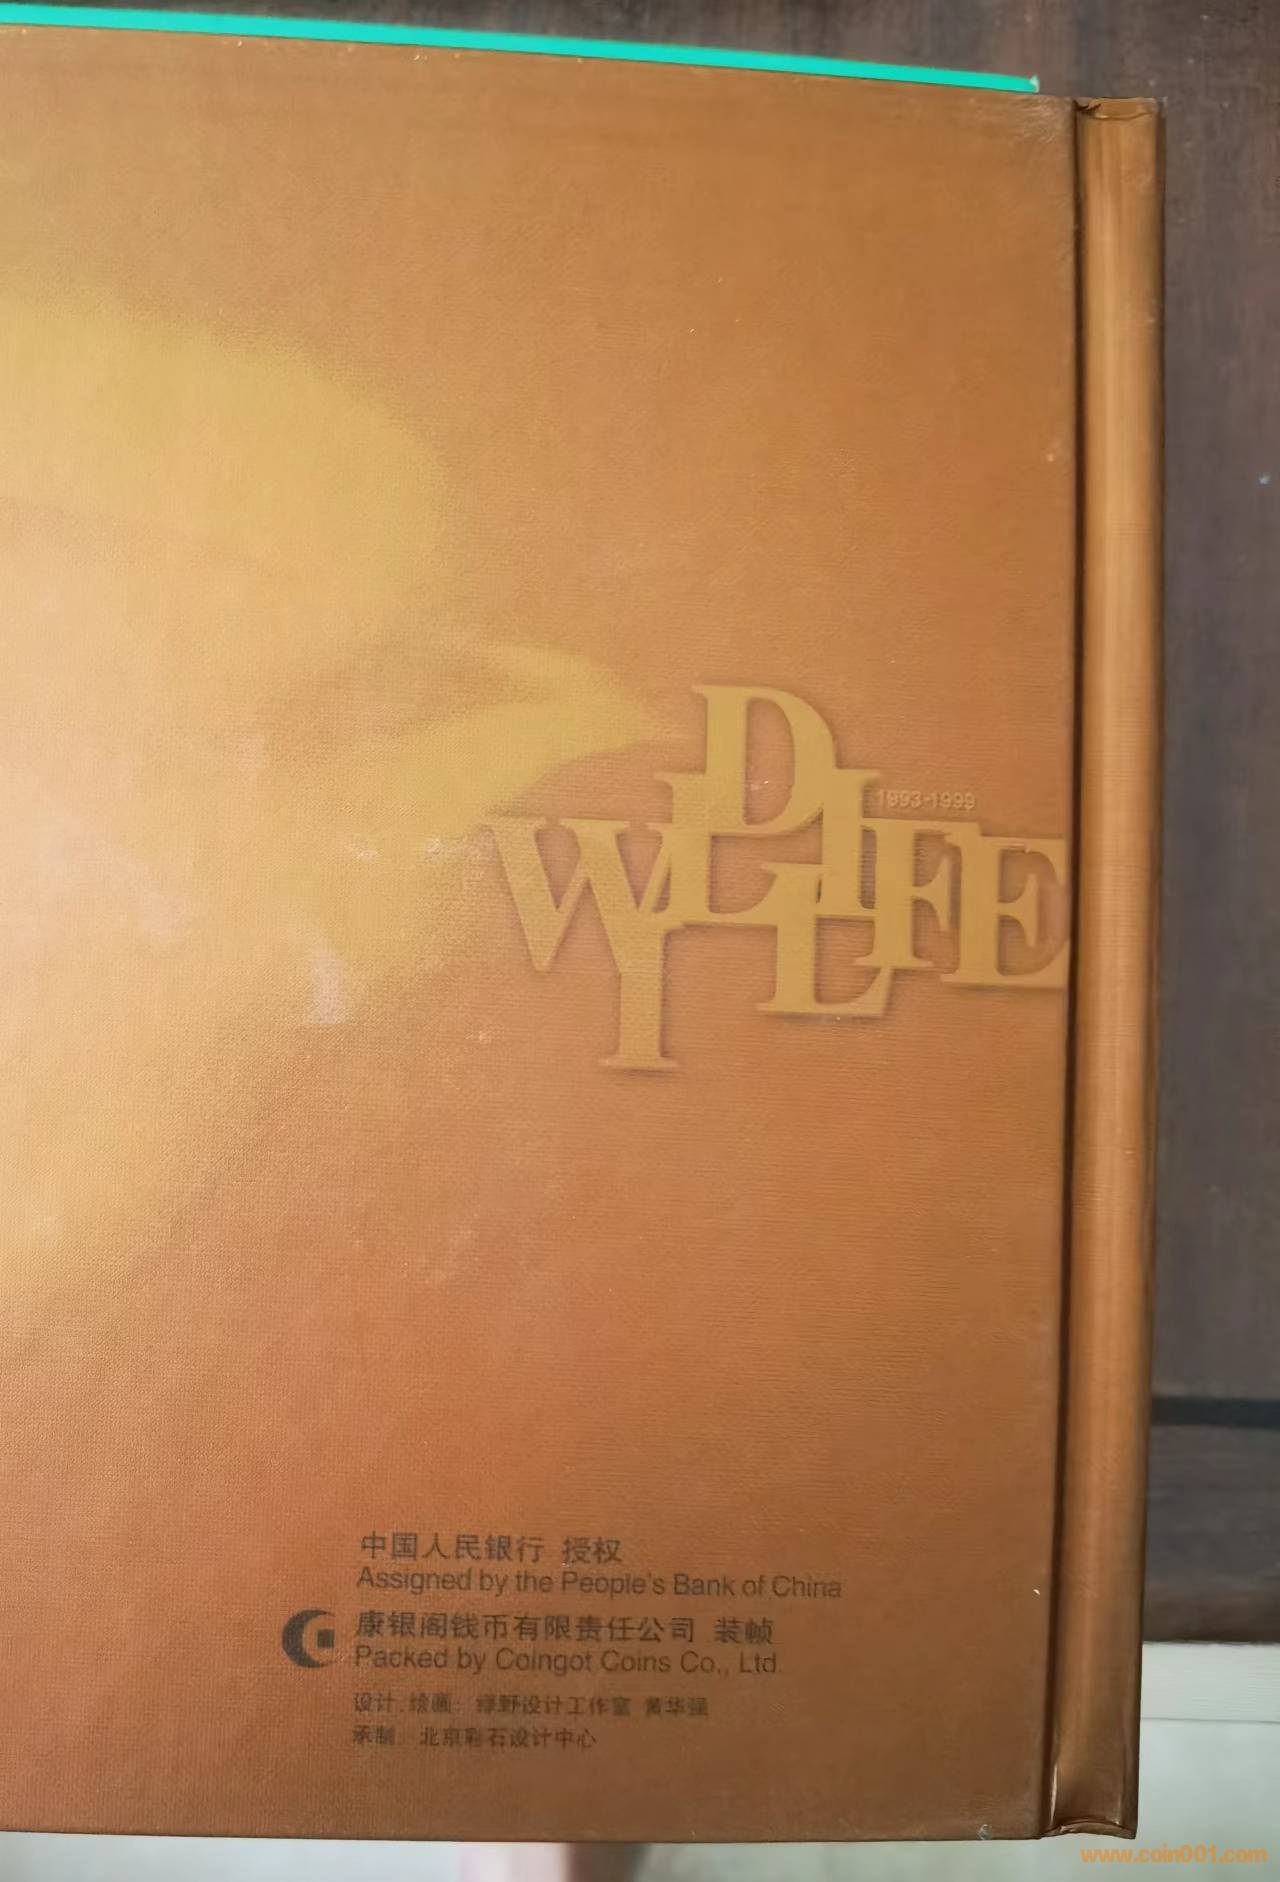 WYLDLIFE
1993-1999
中国人民银行 授权
Assigned by the People's Bank of China
康银阁钱币有限责任公司 装帧
Packed by Coingot Coins Co., Ltd.
设计.绘画: 绿野设计工作室 黄华强
承制: 北京彩石设计中心
www.coin001.com